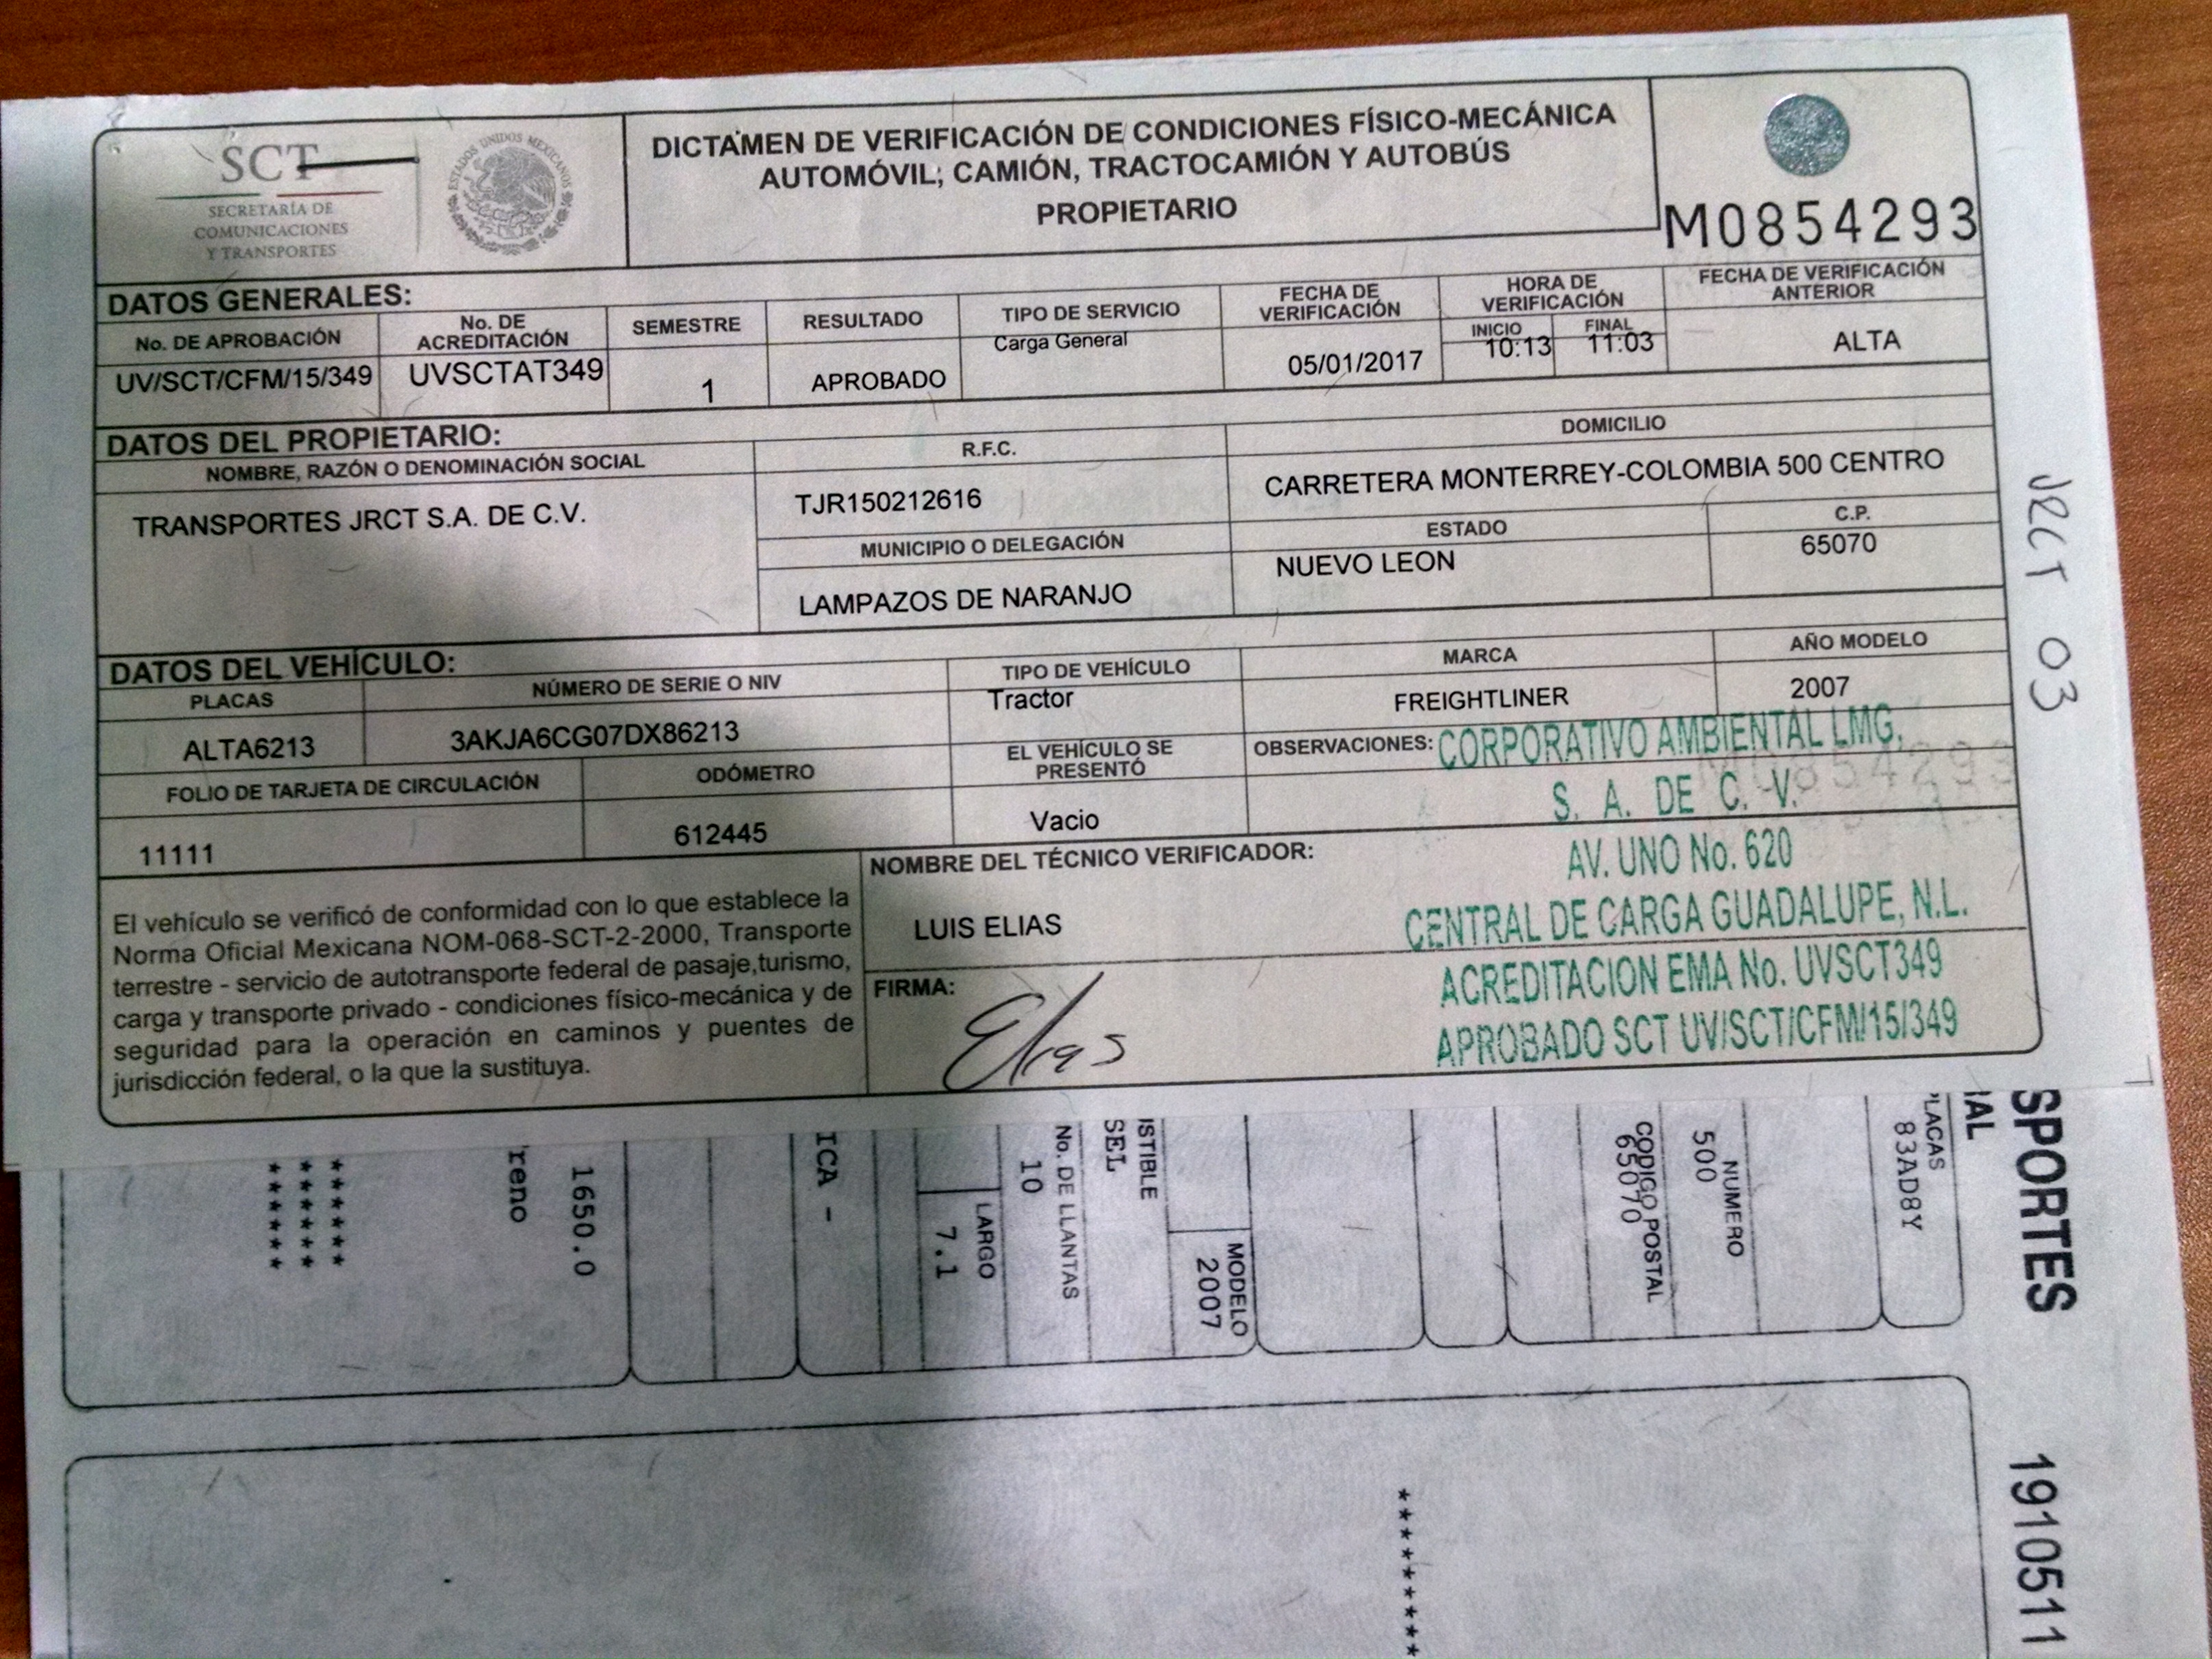 SCT
SECRETARÍA DE
COMUNICACIONES
Y TRANSPORTES
ESTADOS UNIDOS MEXICANOS
DICTAMEN DE VERIFICACIÓN DE CONDICIONES FÍSICO-MECÁNICA
AUTOMÓVIL, CAMIÓN, TRACTOCAMIÓN Y AUTOBÚS
PROPIETARIO
M0854293
DATOS GENERALES:
No. DE APROBACIÓN
UV/SCT/CFM/15/349
No. DE
ACREDITACIÓN
UVSCTAT349
SEMESTRE
1
RESULTADO
APROBADO
TIPO DE SERVICIO
Carga General
FECHA DE
VERIFICACIÓN
05/01/2017
HORA DE
VERIFICACIÓN
INICIO
10:13
FINAL
11:03
FECHA DE VERIFICACIÓN
ANTERIOR
ALTA
DATOS DEL PROPIETARIO:
NOMBRE, RAZÓN O DENOMINACIÓN SOCIAL
TRANSPORTES JRCT S.A. DE C.V.
R.F.C.
TJR150212616
DOMICILIO
CARRETERA MONTERREY-COLOMBIA 500 CENTRO
MUNICIPIO O DELEGACIÓN
LAMPAZOS DE NARANJO
ESTADO
NUEVO LEON
C.P.
65070
DATOS DEL VEHÍCULO:
PLACAS
ALTA6213
NÚMERO DE SERIE O NIV
3AKJA6CG07DX86213
TIPO DE VEHÍCULO
Tractor
MARCA
FREIGHTLINER
AÑO MODELO
2007
FOLIO DE TARJETA DE CIRCULACIÓN
11111
ODÓMETRO
612445
EL VEHÍCULO SE
PRESENTÓ
Vacio
OBSERVACIONES:
CORPORATIVO AMBIENTAL LMG,
S. A. DE C. V.
AV. UNO No. 620
CENTRAL DE CARGA GUADALUPE, N.L.
ACREDITACION EMA No. UVSCT349
APROBADO SCT UV/SCT/CFM/15/349
M0854293
El vehículo se verificó de conformidad con lo que establece la
Norma Oficial Mexicana NOM-068-SCT-2-2000, Transporte
terrestre - servicio de autotransporte federal de pasaje,turismo,
carga y transporte privado - condiciones físico-mecánica y de
seguridad para la operación en caminos y puentes de
jurisdicción federal, o la que la sustituya.
NOMBRE DEL TÉCNICO VERIFICADOR:
LUIS ELIAS
FIRMA:
Elias
JRCT 03
SPORTES
1910511
IAL
PLACAS
83AD8Y
NUMERO
500
CODIGO POSTAL
65070
MODELO
2007
ISTIBLE
SEL
No. DE LLANTAS
10
LARGO
7.1
ICA -
1650.0
reno
******
******
******
*********